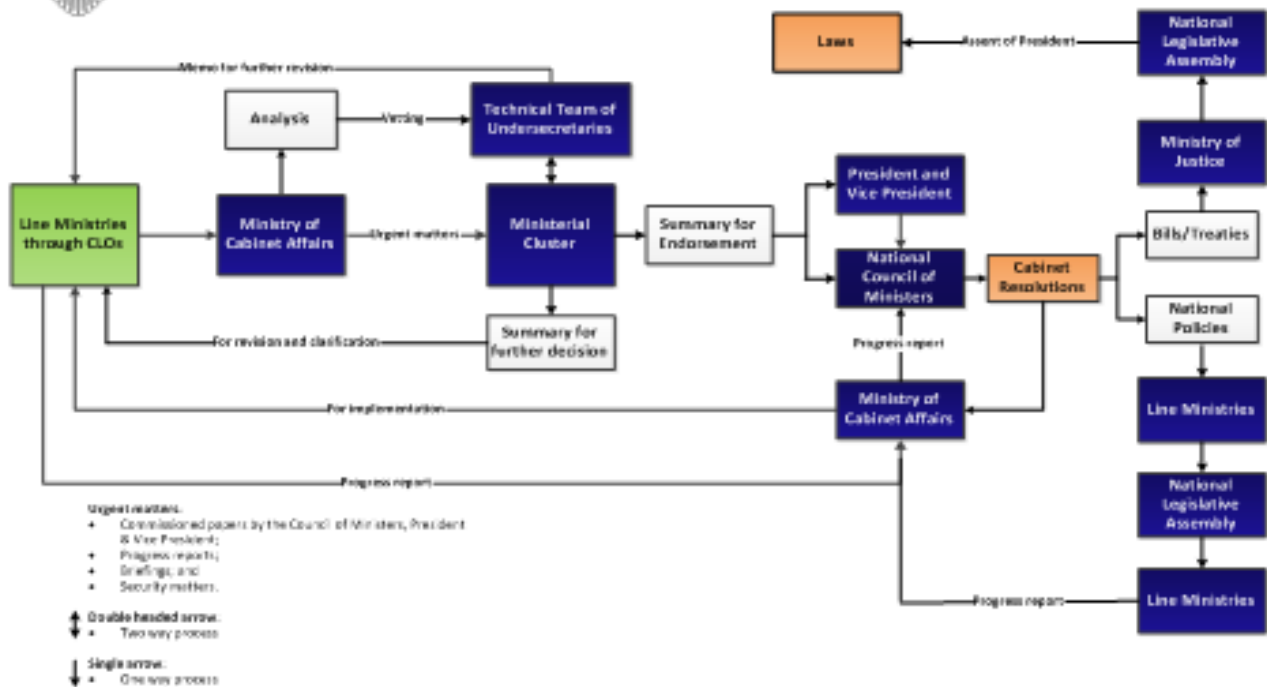 Laws
Assent of President
National
Legislative
Assembly
Memo for further revision
Analysis
Vetting
Technical Team of
Undersecretaries
Ministry of
Justice
President and
Vice President
Line Ministries
through CLOs
Ministry of
Cabinet Affairs
Urgent matters
Ministerial
Cluster
Summary for
Endorsement
Bills/Treaties
National
Council of
Ministers
Cabinet
Resolutions
National
Policies
For revision and clarification
Summary for
further decision
Progress report
For implementation
Ministry of
Cabinet Affairs
Line Ministries
Progress report
National
Legislative
Assembly
Urgent matters.
• Commissioned papers by the Council of Ministers, President
& Vice President;
• Progress reports;
• Briefings; and
• Security matters.
Progress report
Line Ministries
Double headed arrow.
• Two way process
Single arrow.
• One way process